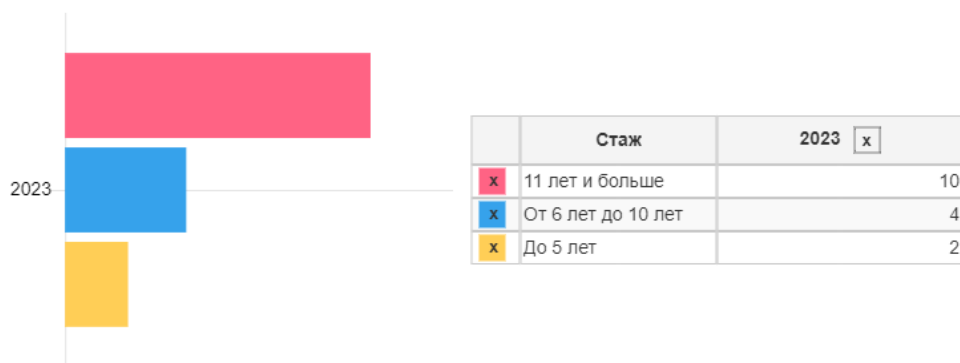 Стаж 2023 x
x 11 лет и больше 10
2023
x От 6 лет до 10 лет 4
x До 5 лет 2